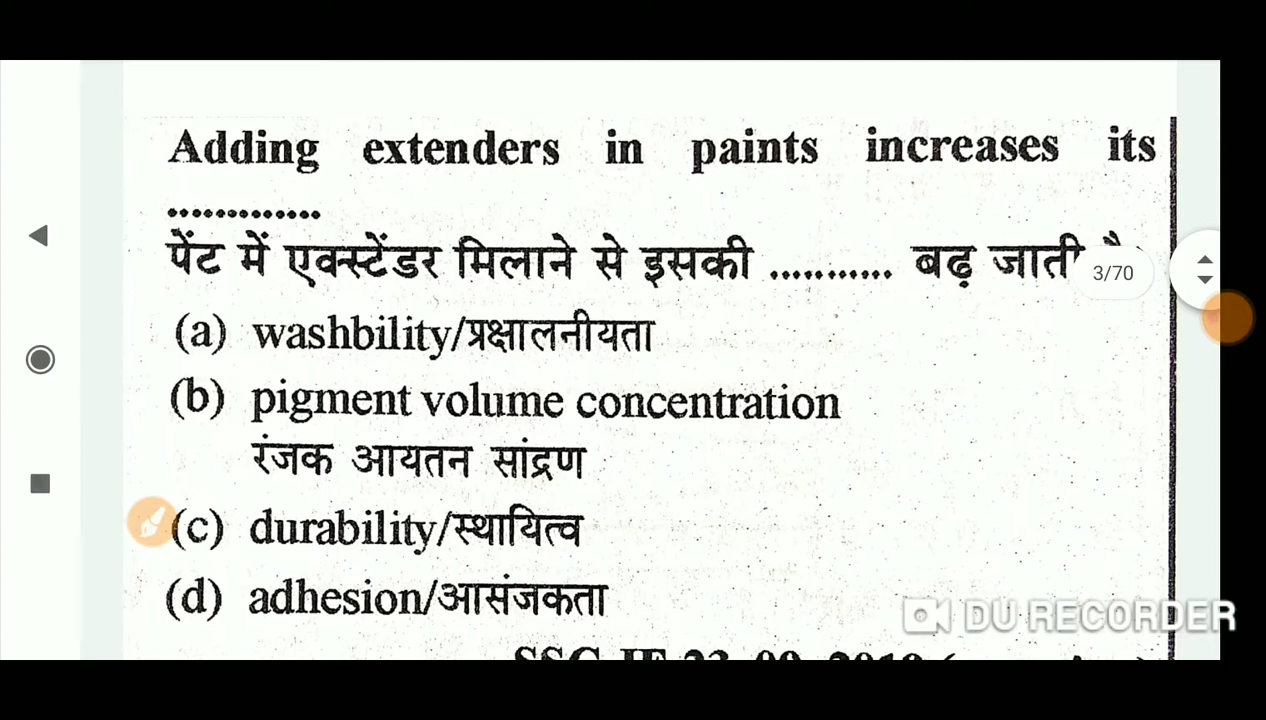 Adding extenders in paints increases its
.............
पेंट में एक्स्टेंडर मिलाने से इसकी ............ बढ़ जाती
3/70
(a) washbility/प्रक्षालनीयता
(b) pigment volume concentration
रंजक आयतन सांद्रण
(c) durability/स्थायित्व
(d) adhesion/आसंजकता
DU RECORDER